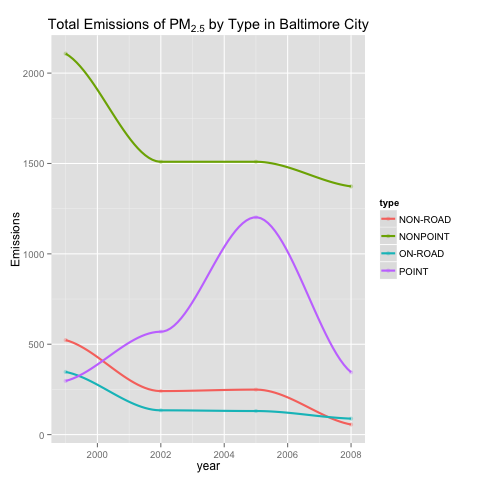 Total Emissions of PM2.5 by Type in Baltimore City
2000
1500
1000
500
0
Emissions
2000
2002
2004
2006
2008
year
type
NON-ROAD
NONPOINT
ON-ROAD
POINT